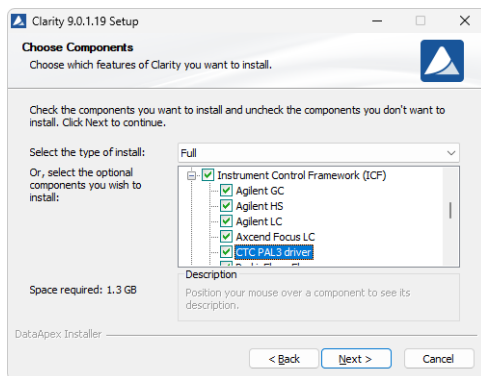 Clarity 9.0.1.19 Setup
Choose Components
Choose which features of Clarity you want to install.
Check the components you want to install and uncheck the components you don't want to
install. Click Next to continue.
Select the type of install:
Full
Or, select the optional
components you wish to
install:
Instrument Control Framework (ICF)
Agilent GC
Agilent HS
Agilent LC
Axcend Focus LC
CTC PAL3 driver
Space required: 1.3 GB
Description
Position your mouse over a component to see its
description.
DataApex Installer
< Back
Next >
Cancel